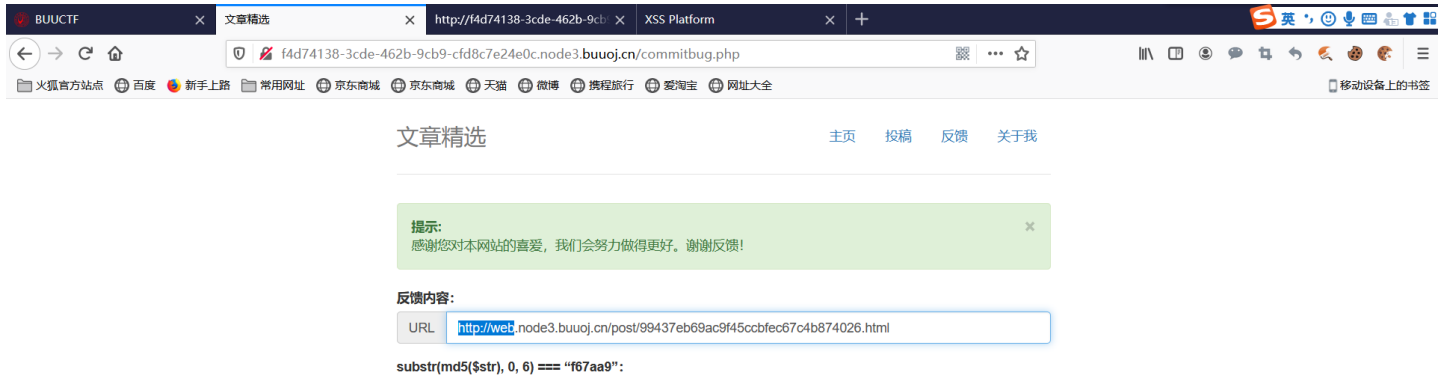 BUUCTF
文章精选
http://f4d74138-3cde-462b-9cb
XSS Platform
英
f4d74138-3cde-462b-9cb9-cfd8c7e24e0c.node3.buuoj.cn/commitbug.php
火狐官方站点 百度 新手上路 常用网址 京东商城 京东商城 天猫 微博 携程旅行 爱淘宝 网址大全 移动设备上的书签
文章精选 主页 投稿 反馈 关于我
提示: ×
感谢您对本网站的喜爱，我们会努力做得更好。谢谢反馈！
反馈内容:
URL http://web.node3.buuoj.cn/post/99437eb69ac9f45ccbfec67c4b874026.html
substr(md5($str), 0, 6) === “f67aa9”: